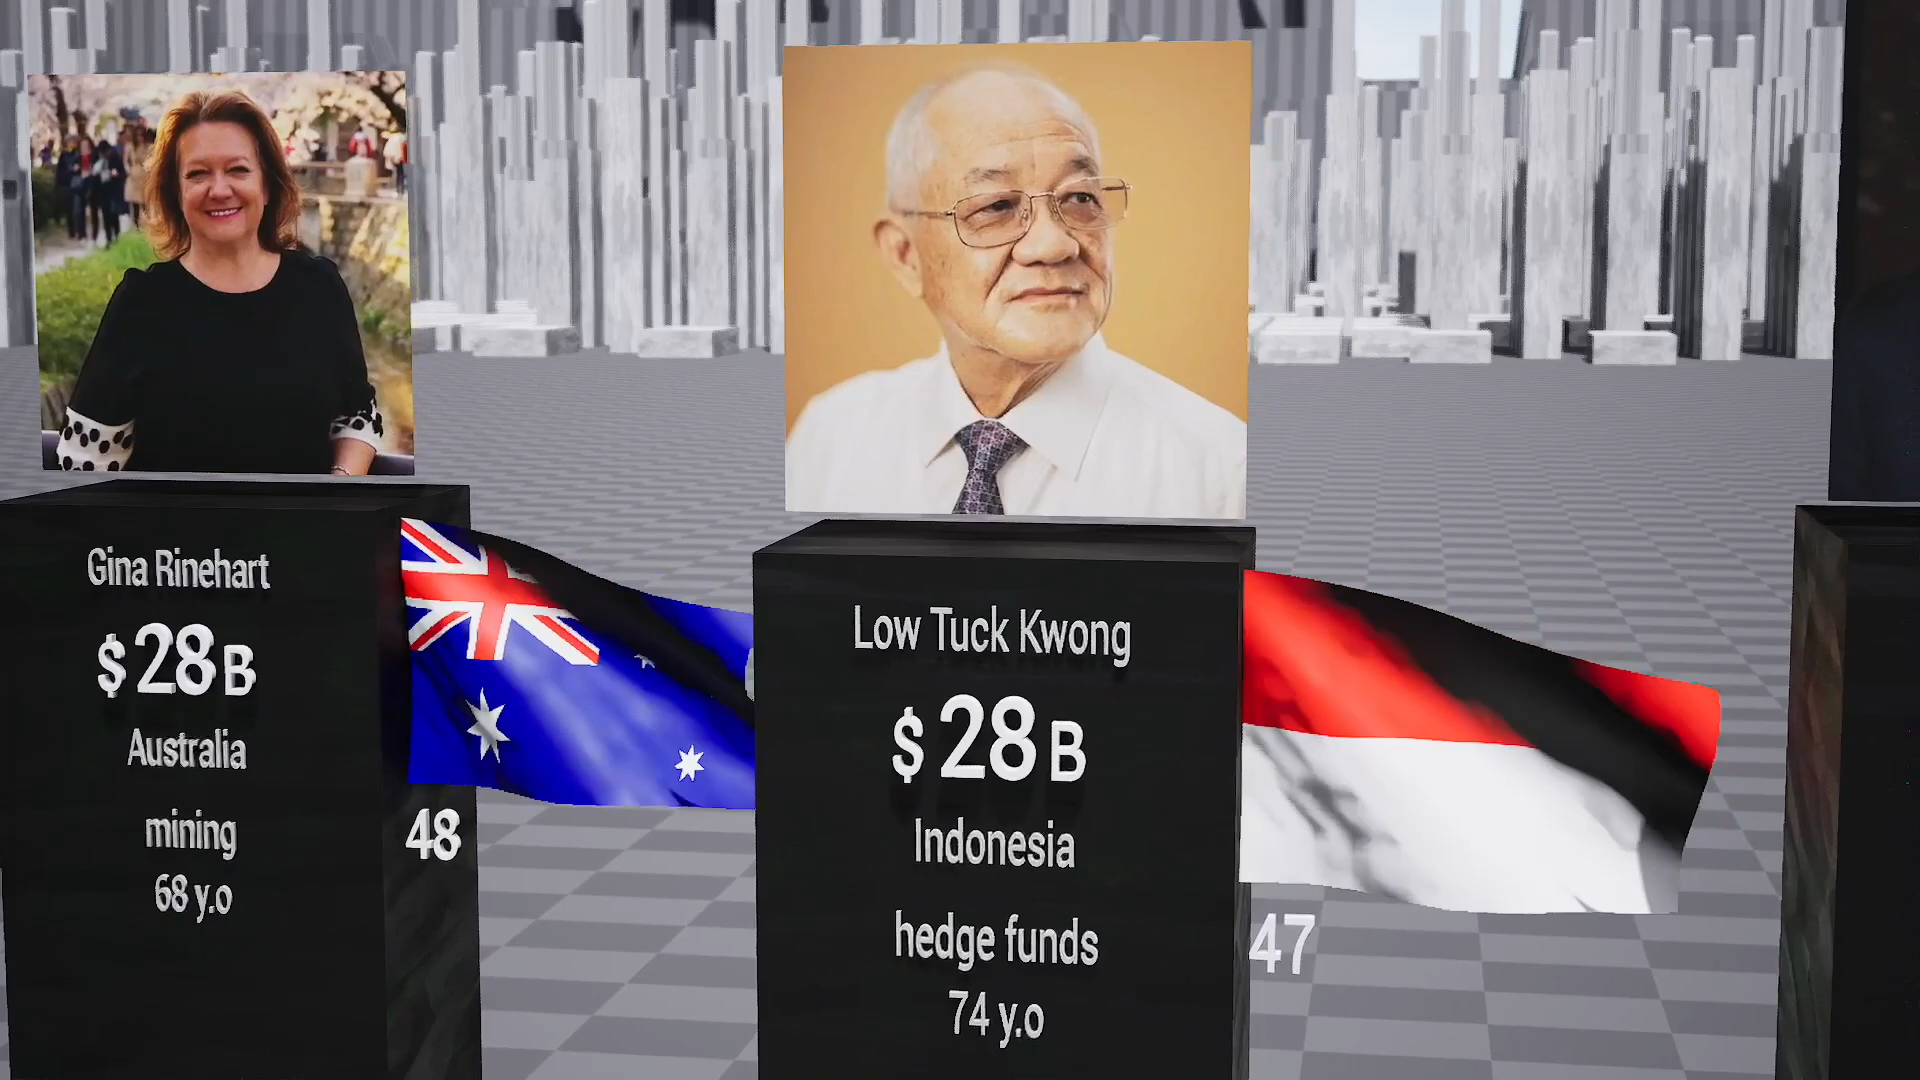 Gina Rinehart
$28B
Australia
mining
68 y.o
48
Low Tuck Kwong
$28B
Indonesia
hedge funds
74 y.o
47